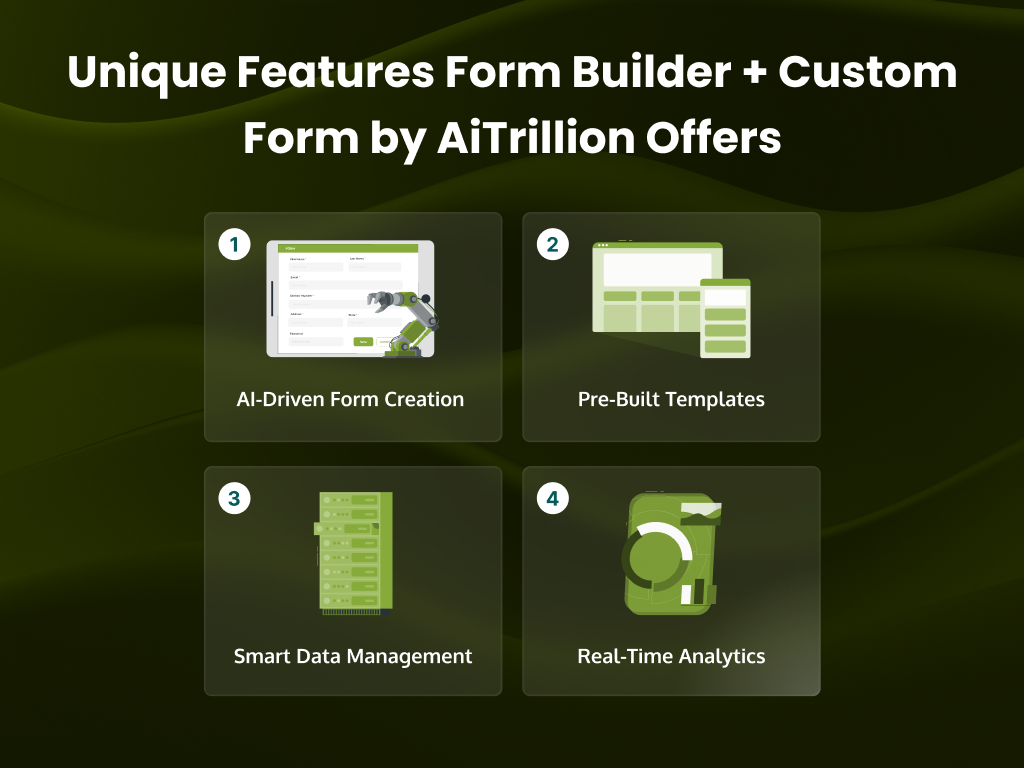 Unique Features Form Builder + Custom
Form by AiTrillion Offers
1
AI-Driven Form Creation
2
Pre-Built Templates
3
Smart Data Management
4
Real-Time Analytics